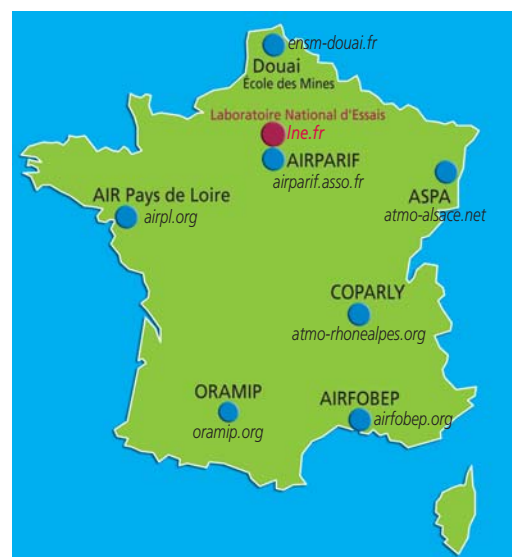 ensm-douai.fr
Douai
École des Mines
Laboratoire National d'Essais
lne.fr
AIRPARIF
airparif.asso.fr
ASPA
atmo-alsace.net
AIR Pays de Loire
airpl.org
COPARLY
atmo-rhonealpes.org
ORAMIP
oramip.org
AIRFOBEP
airfobep.org